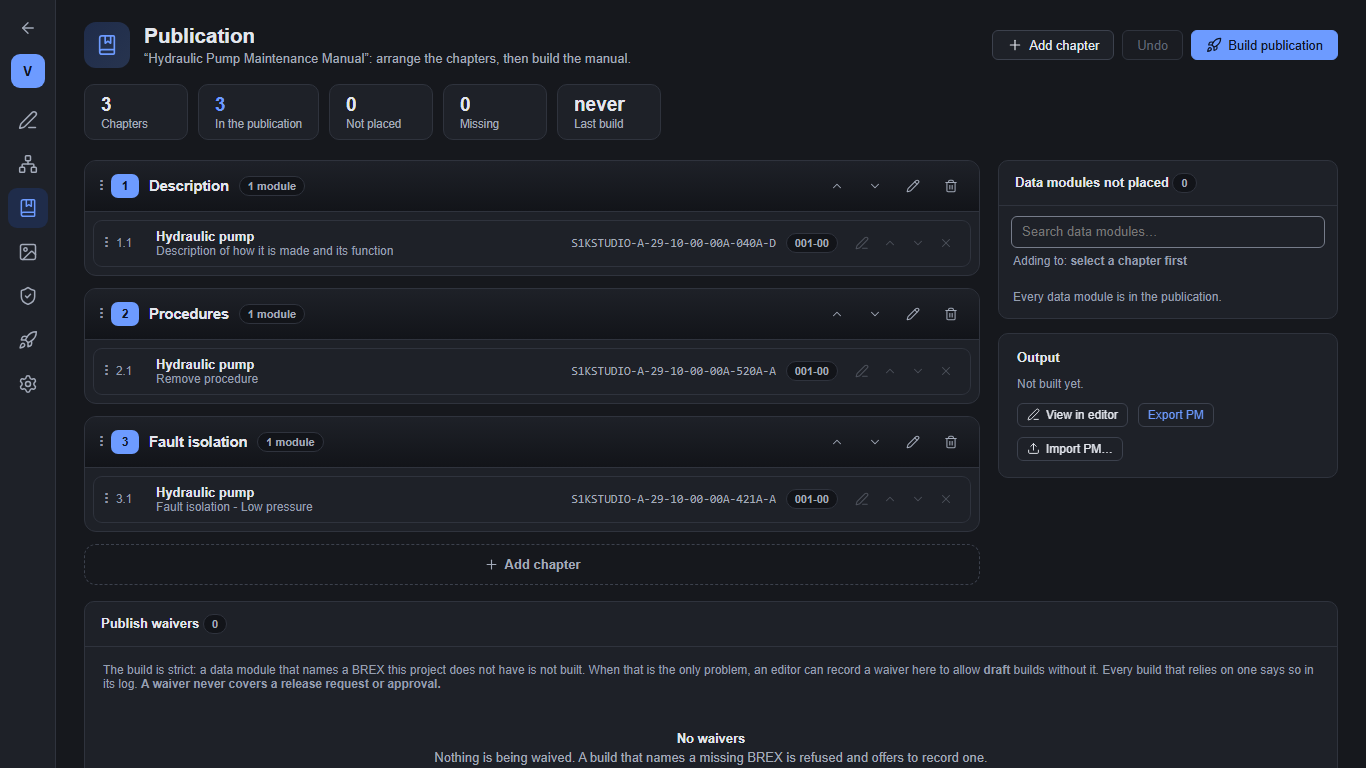 Publication
“Hydraulic Pump Maintenance Manual”: arrange the chapters, then build the manual.
Add chapter
Undo
Build publication
V
3
Chapters
3
In the publication
0
Not placed
0
Missing
never
Last build
1 Description 1 module
1.1 Hydraulic pump
Description of how it is made and its function
S1KSTUDIO-A-29-10-00-00A-040A-D 001-00
2 Procedures 1 module
2.1 Hydraulic pump
Remove procedure
S1KSTUDIO-A-29-10-00-00A-520A-A 001-00
3 Fault isolation 1 module
3.1 Hydraulic pump
Fault isolation - Low pressure
S1KSTUDIO-A-29-10-00-00A-421A-A 001-00
Add chapter
Data modules not placed 0
Search data modules…
Adding to: select a chapter first
Every data module is in the publication.
Output
Not built yet.
View in editor
Export PM
Import PM…
Publish waivers 0
The build is strict: a data module that names a BREX this project does not have is not built. When that is the only problem, an editor can record a waiver here to allow draft builds without it. Every build that relies on one says so in
its log. A waiver never covers a release request or approval.
No waivers
Nothing is being waived. A build that names a missing BREX is refused and offers to record one.